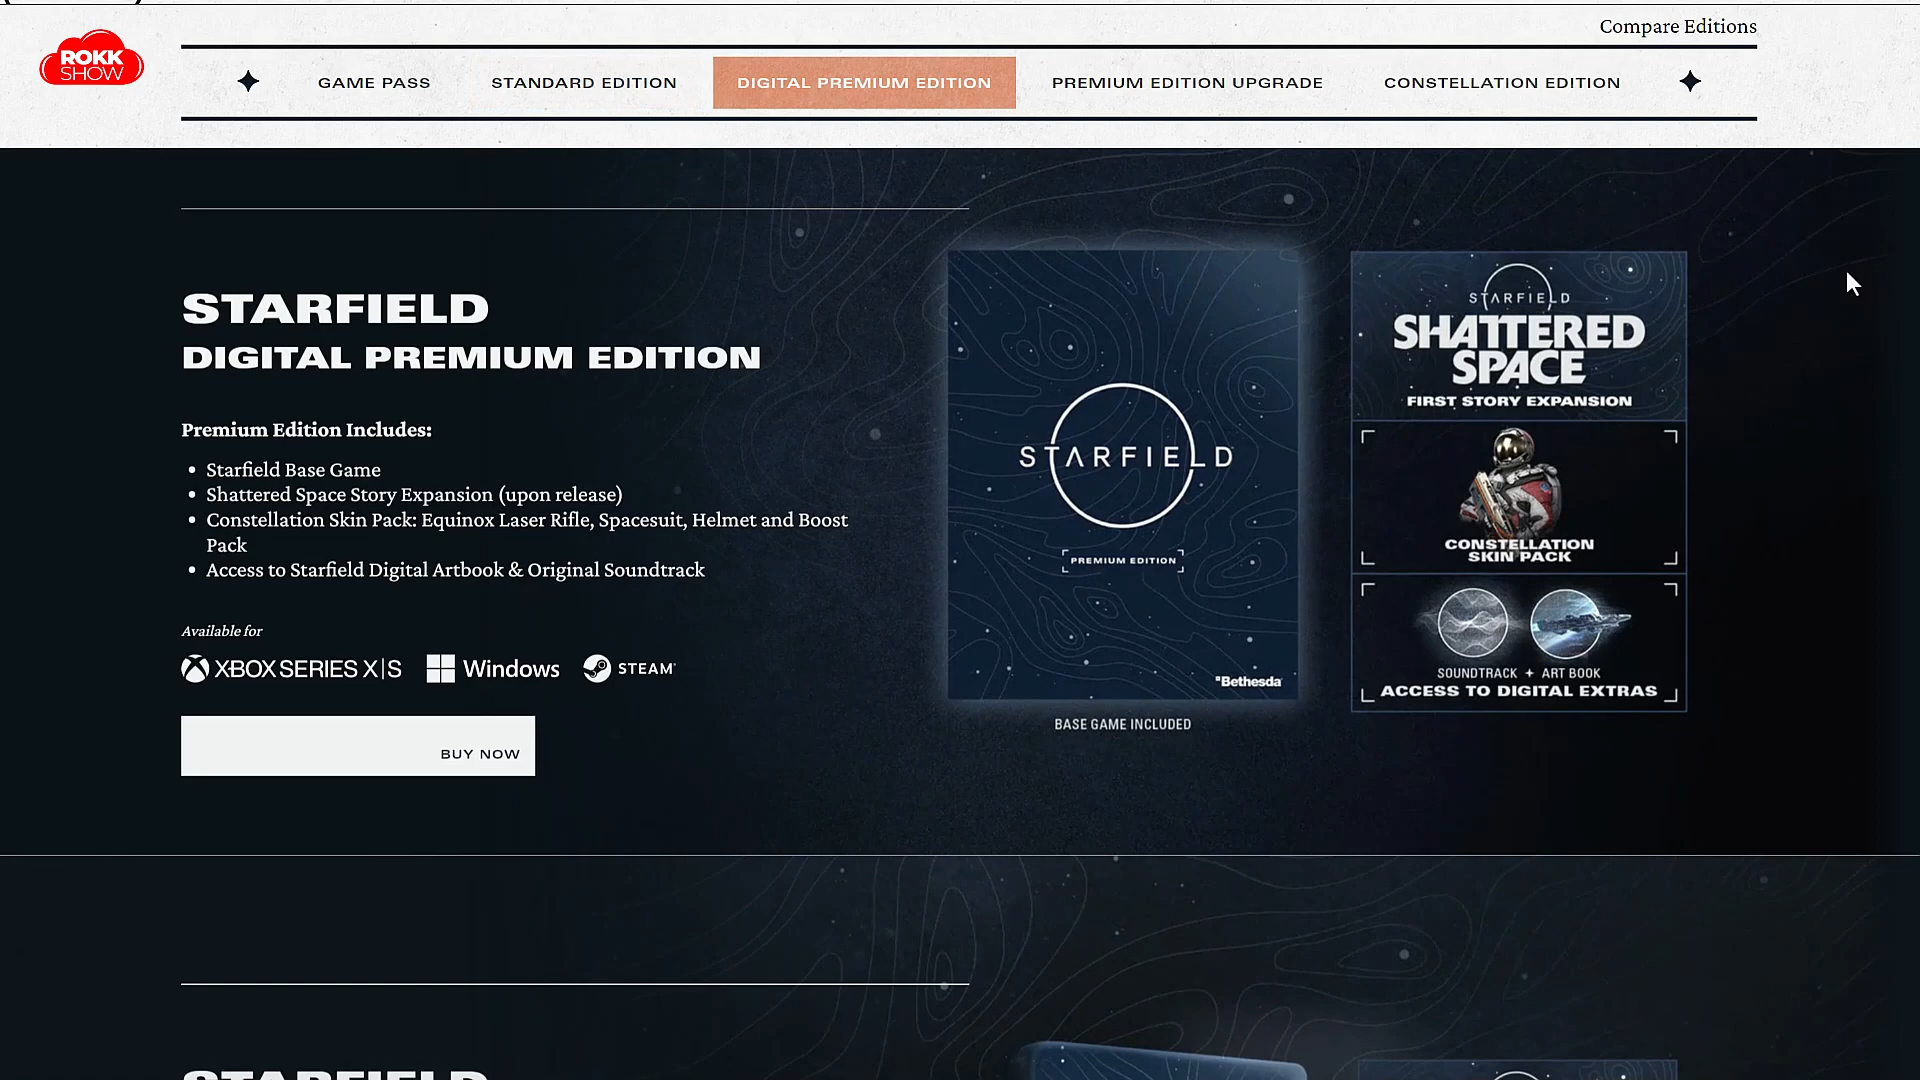 Compare Editions
ROKK
SHOW
GAME PASS
STANDARD EDITION
DIGITAL PREMIUM EDITION
PREMIUM EDITION UPGRADE
CONSTELLATION EDITION
STARFIELD
DIGITAL PREMIUM EDITION
Premium Edition Includes:
• Starfield Base Game
• Shattered Space Story Expansion (upon release)
• Constellation Skin Pack: Equinox Laser Rifle, Spacesuit, Helmet and Boost
Pack
• Access to Starfield Digital Artbook & Original Soundtrack
Available for
XBOX SERIES X|S
Windows
STEAM
BUY NOW
STARFIELD
PREMIUM EDITION
Bethesda
BASE GAME INCLUDED
STARFIELD
SHATTERED
SPACE
FIRST STORY EXPANSION
CONSTELLATION
SKIN PACK
SOUNDTRACK + ART BOOK
ACCESS TO DIGITAL EXTRAS
STARFIELD